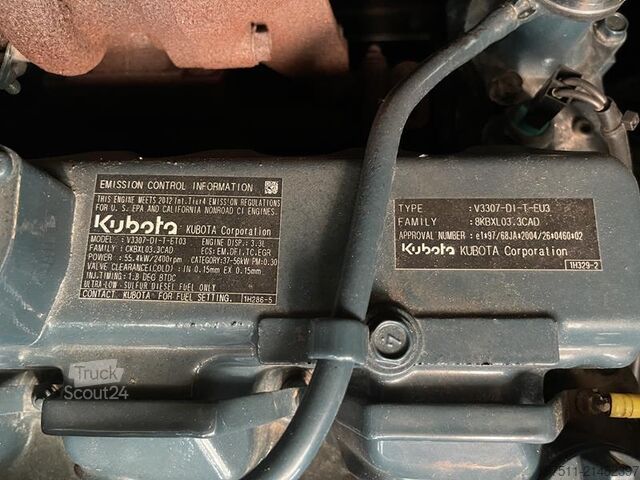 EMISSION CONTROL INFORMATION
THIS ENGINE MEETS 2012 Int.Tier4 EMISSION REGULATIONS
FOR U.S. EPA AND CALIFORNIA NONROAD CI ENGINES.
Kubota KUBOTA Corporation
MODEL : V3307-DI-T-ET03 ENGINE DISP.: 3.3L
FAMILY : CKBXL03.3CAD ECS: EM,DFI,TC,EGR
POWER : 55.4kW/2400rpm CATEGORY:37-56kW PM:0.30
VALVE CLEARANCE(COLD) : IN 0.15mm EX 0.15mm
INJ.TIMING: 1.8 DEG BTDC
ULTRA-LOW-SULFUR DIESEL FUEL ONLY
CONTACT KUBOTA FOR FUEL SETTING. 1H286-5
TYPE : V3307-DI-T-EU3
FAMILY : 8KBXL03.3CAD
APPROVAL NUMBER : e1*97/68JA*2004/26*0460*02
Kubota KUBOTA Corporation
1H329-2
7
Truck
Scout24